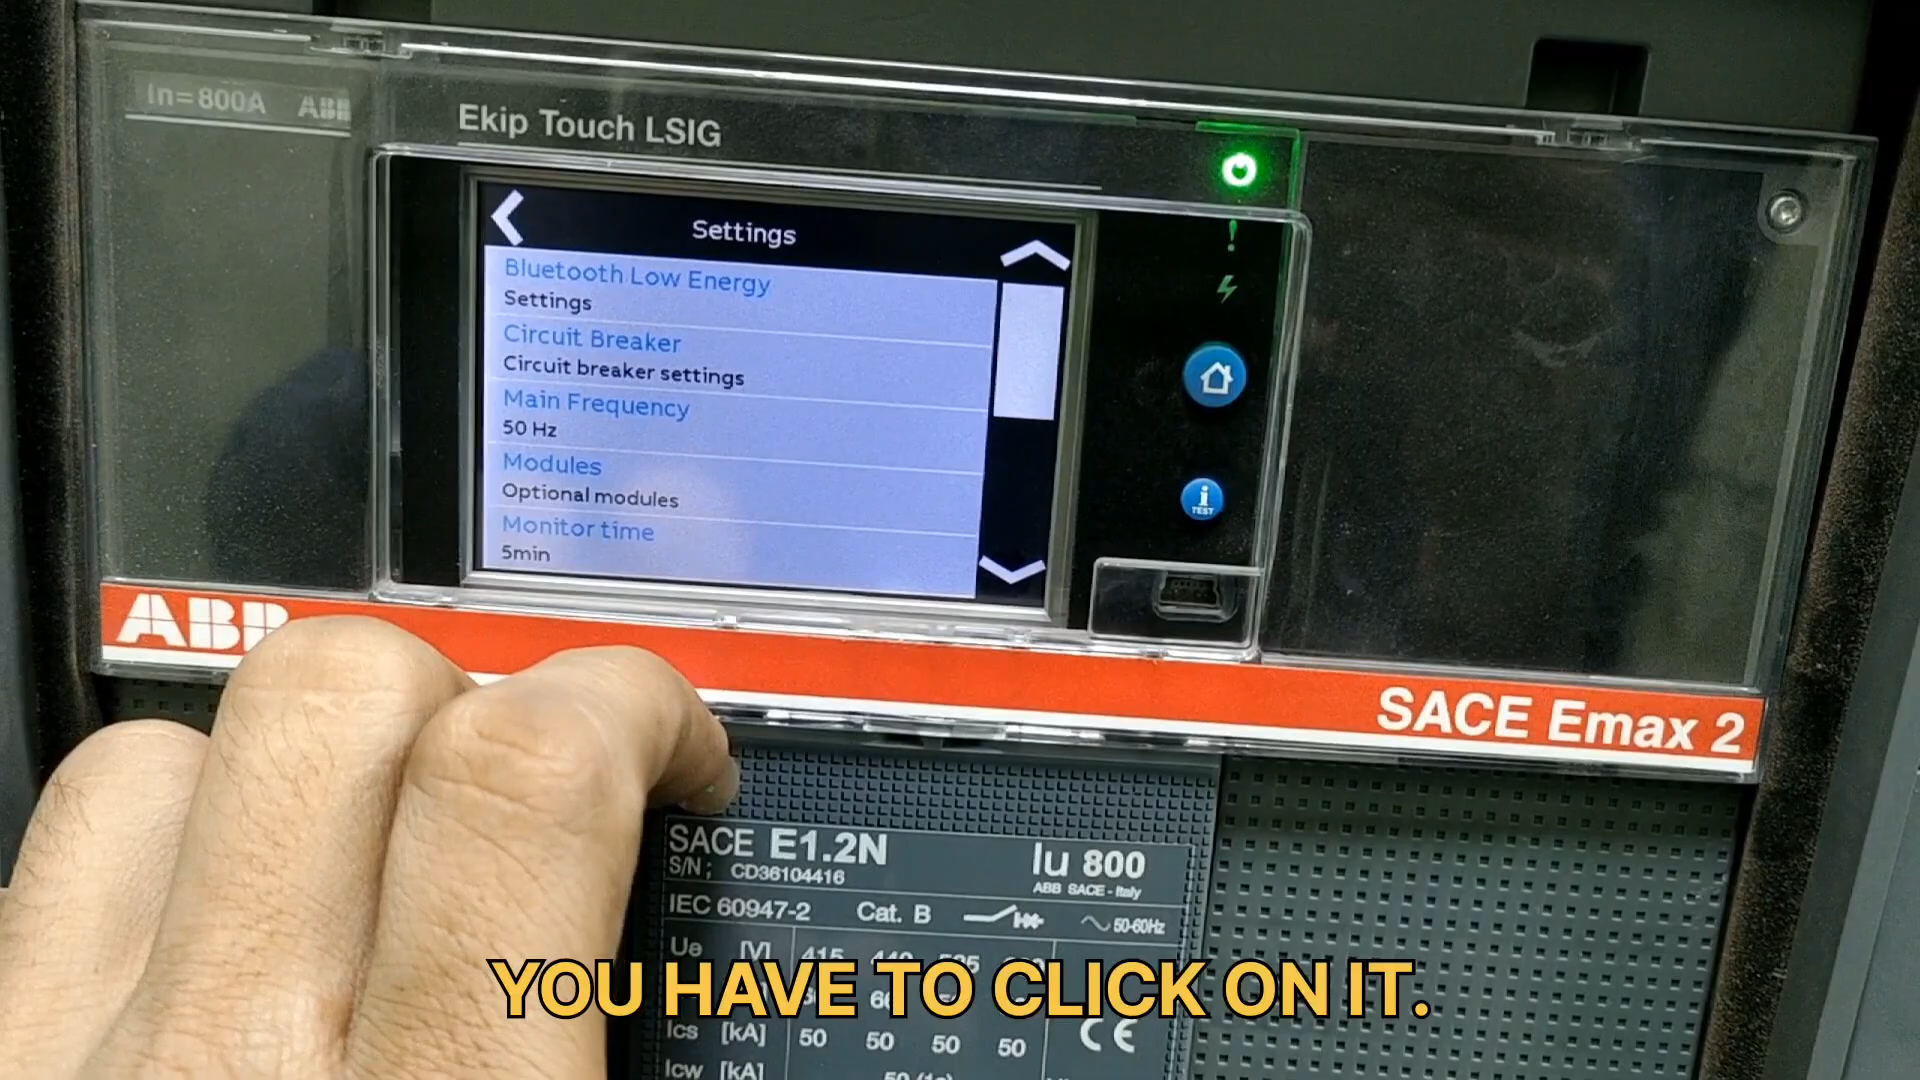 In=800A ABB
Ekip Touch LSIG
Settings
Bluetooth Low Energy
Settings
Circuit Breaker
Circuit breaker settings
Main Frequency
50 Hz
Modules
Optional modules
Monitor time
5min
i
TEST
ABB
SACE Emax 2
SACE E1.2N
S/N; CD36104416
Iu 800
ABB SACE - Italy
IEC 60947-2 Cat. B 50-60Hz
Ue [V] 415
YOU HAVE TO CLICK ON IT.
Ics [kA] 50 50 50 50
CE
Icw [kA]